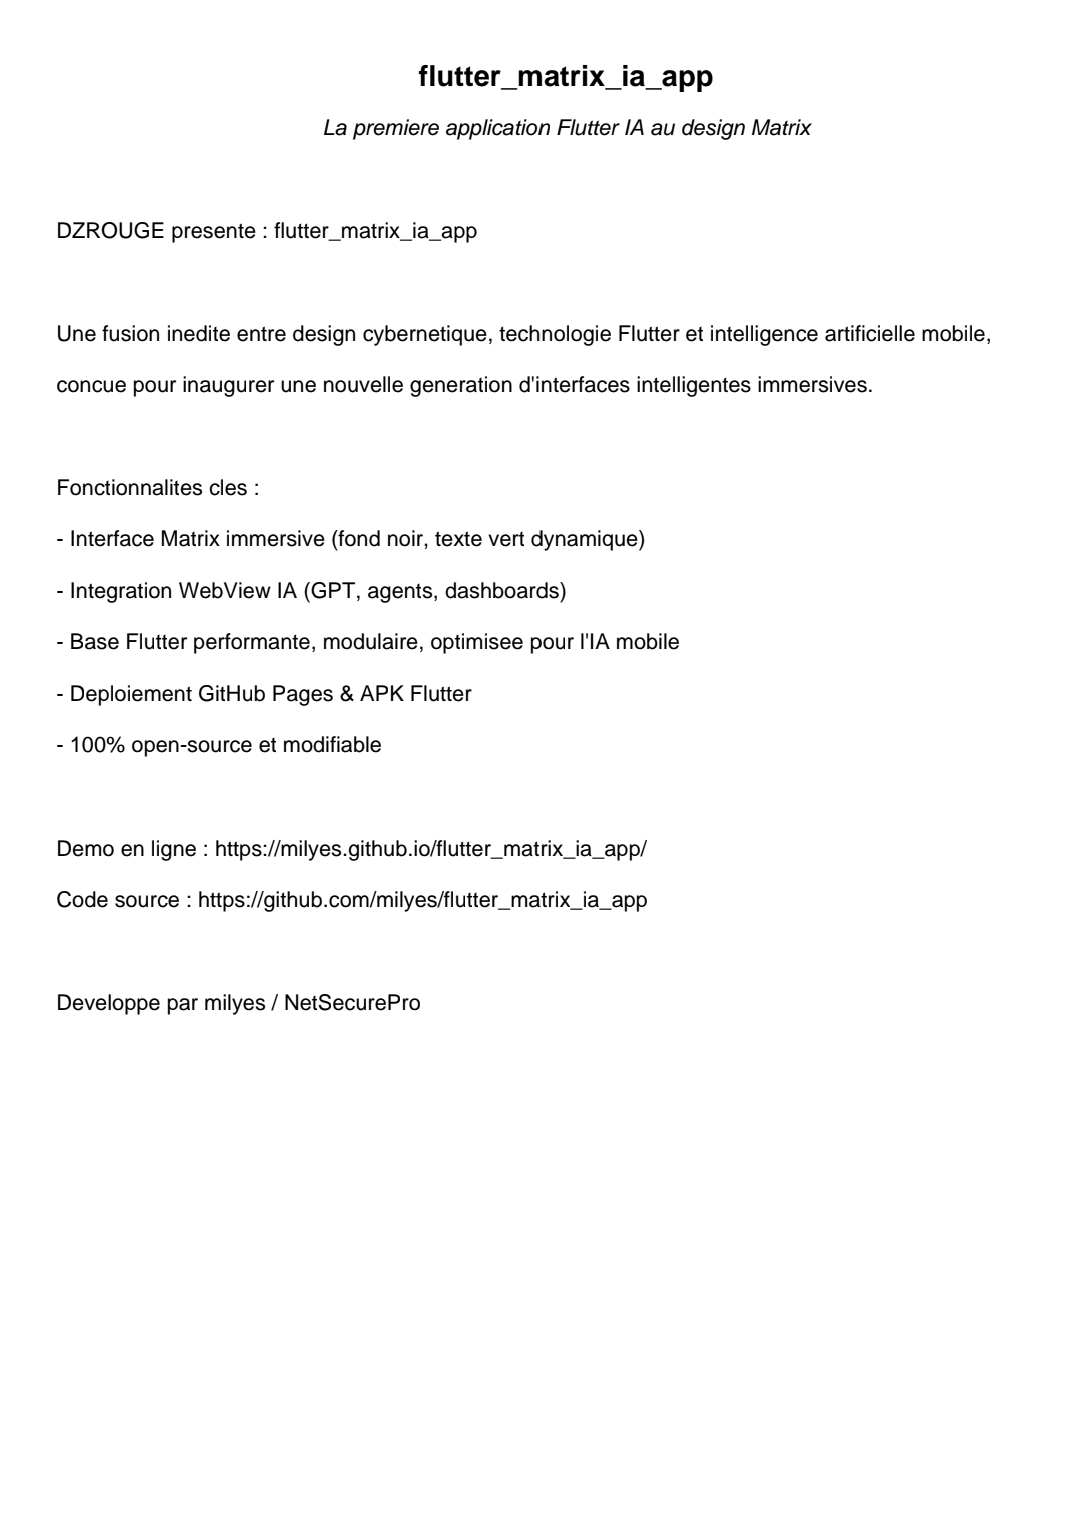 flutter_matrix_ia_app
La premiere application Flutter IA au design Matrix
DZROUGE presente : flutter_matrix_ia_app
Une fusion inedite entre design cybernetique, technologie Flutter et intelligence artificielle mobile,
concue pour inaugurer une nouvelle generation d'interfaces intelligentes immersives.
Fonctionnalites cles :
- Interface Matrix immersive (fond noir, texte vert dynamique)
- Integration WebView IA (GPT, agents, dashboards)
- Base Flutter performante, modulaire, optimisee pour l'IA mobile
- Deploiement GitHub Pages & APK Flutter
- 100% open-source et modifiable
Demo en ligne : https://milyes.github.io/flutter_matrix_ia_app/
Code source : https://github.com/milyes/flutter_matrix_ia_app
Developpe par milyes / NetSecurePro